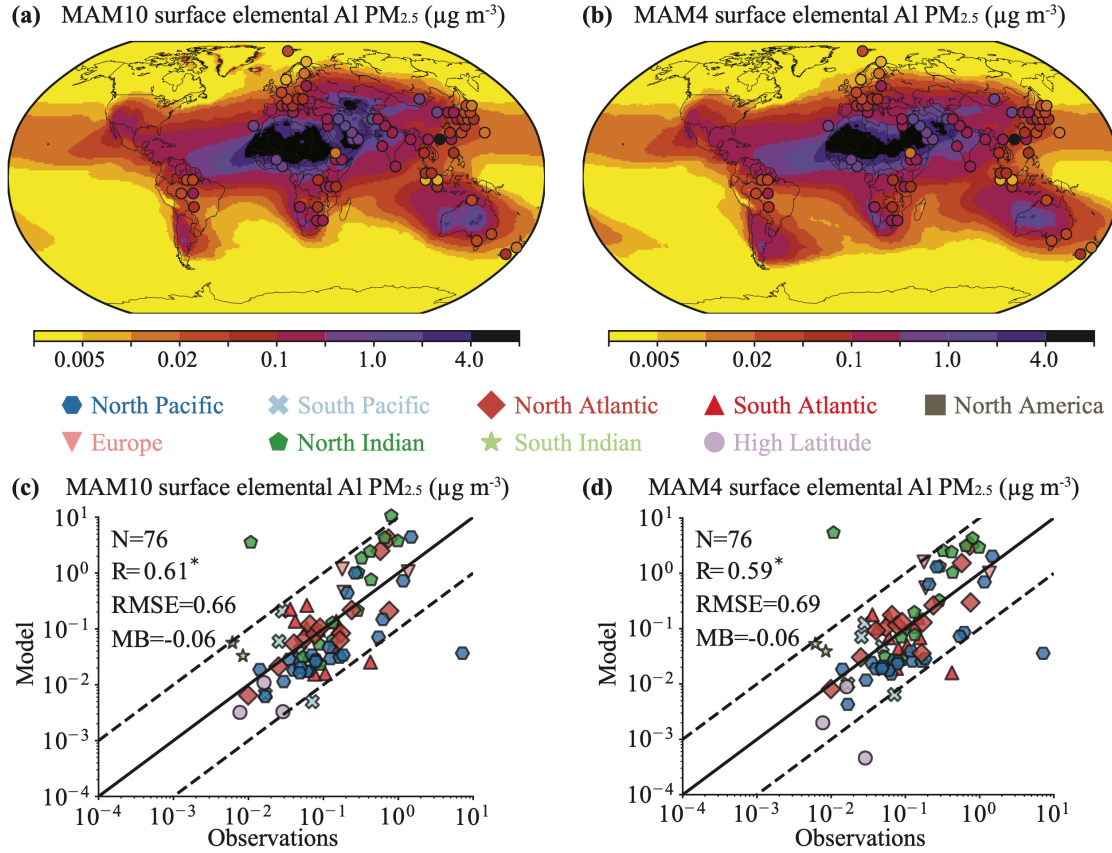 (a) MAM10 surface elemental Al PM2.5 (µg m-3)
(b) MAM4 surface elemental Al PM2.5 (µg m-3)
0.005 0.02 0.1 1.0 4.0
0.005 0.02 0.1 1.0 4.0
North Pacific South Pacific North Atlantic South Atlantic North America
Europe North Indian South Indian High Latitude
(c) MAM10 surface elemental Al PM2.5 (µg m-3)
N=76
R=0.61*
RMSE=0.66
MB=-0.06
Model
10^1
10^0
10^-1
10^-2
10^-3
10^-4
10^-4 10^-3 10^-2 10^-1 10^0 10^1
Observations
(d) MAM4 surface elemental Al PM2.5 (µg m-3)
N=76
R=0.59*
RMSE=0.69
MB=-0.06
Model
10^1
10^0
10^-1
10^-2
10^-3
10^-4
10^-4 10^-3 10^-2 10^-1 10^0 10^1
Observations